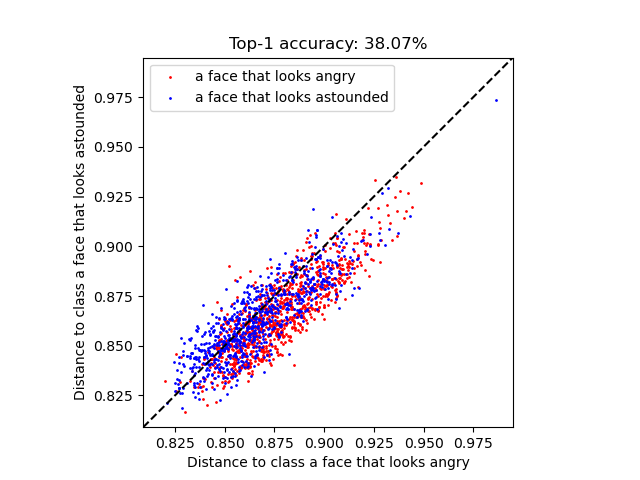 Top-1 accuracy: 38.07%
a face that looks angry
a face that looks astounded
Distance to class a face that looks astounded
0.975
0.950
0.925
0.900
0.875
0.850
0.825
0.825 0.850 0.875 0.900 0.925 0.950 0.975
Distance to class a face that looks angry